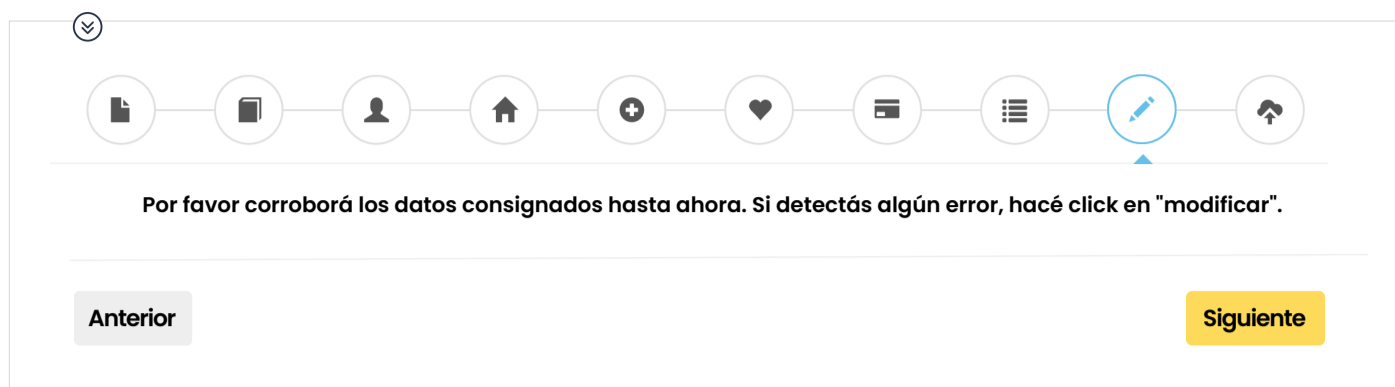 Por favor corroborá los datos consignados hasta ahora. Si detectás algún error, hacé click en "modificar".
Anterior
Siguiente